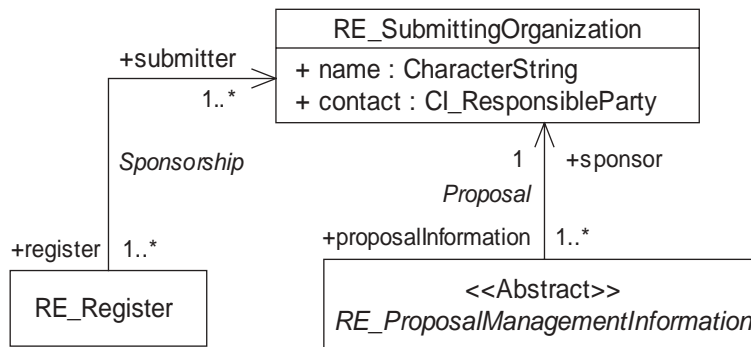 RE_SubmittingOrganization
+ name : CharacterString
+ contact : CI_ResponsibleParty
+submitter
1..*
Sponsorship
+register
1..*
RE_Register
1
+sponsor
Proposal
+proposalInformation
1..*
<<Abstract>>
RE_ProposalManagementInformation